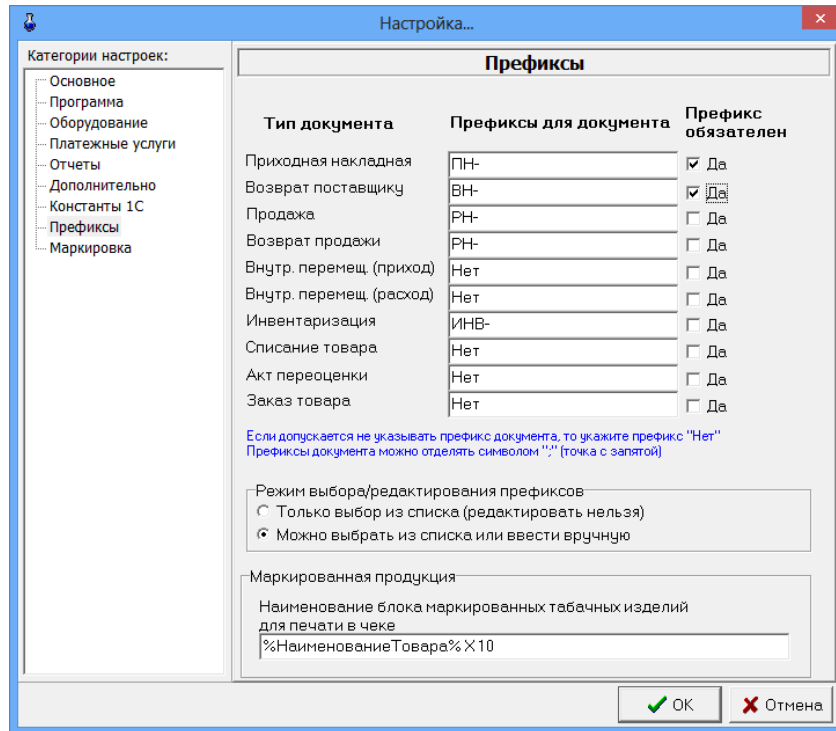 Настройка...
Категории настроек:
Основное
Программа
Оборудование
Платежные услуги
Отчеты
Дополнительно
Константы 1С
Префиксы
Маркировка
Префиксы
Тип документа Префиксы для документа Префикс обязателен
Приходная накладная ПН- Да
Возврат поставщику ВН- Да
Продажа РН- Да
Возврат продажи РН- Да
Внутр. перемещ. (приход) Нет Да
Внутр. перемещ. (расход) Нет Да
Инвентаризация ИНВ- Да
Списание товара Нет Да
Акт переоценки Нет Да
Заказ товара Нет Да
Если допускается не указывать префикс документа, то укажите префикс "Нет"
Префиксы документа можно отделять символом ";" (точка с запятой)
Режим выбора/редактирования префиксов
Только выбор из списка (редактировать нельзя)
Можно выбрать из списка или ввести вручную
Маркированная продукция
Наименование блока маркированных табачных изделий
для печати в чеке
%НаименованиеТовара% X10
OK Отмена